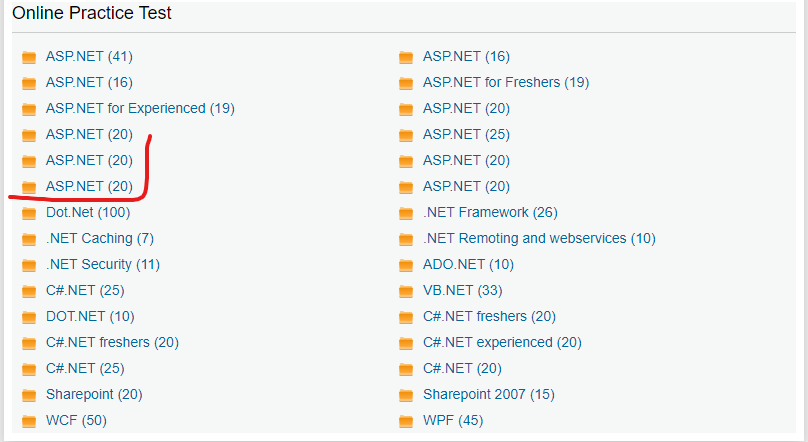 Online Practice Test
ASP.NET (41)
ASP.NET (16)
ASP.NET (16)
ASP.NET for Freshers (19)
ASP.NET for Experienced (19)
ASP.NET (20)
ASP.NET (20)
ASP.NET (25)
ASP.NET (20)
ASP.NET (20)
ASP.NET (20)
ASP.NET (20)
Dot.Net (100)
.NET Framework (26)
.NET Caching (7)
.NET Remoting and webservices (10)
.NET Security (11)
ADO.NET (10)
C#.NET (25)
VB.NET (33)
DOT.NET (10)
C#.NET freshers (20)
C#.NET freshers (20)
C#.NET experienced (20)
C#.NET (25)
C#.NET (20)
Sharepoint (20)
Sharepoint 2007 (15)
WCF (50)
WPF (45)